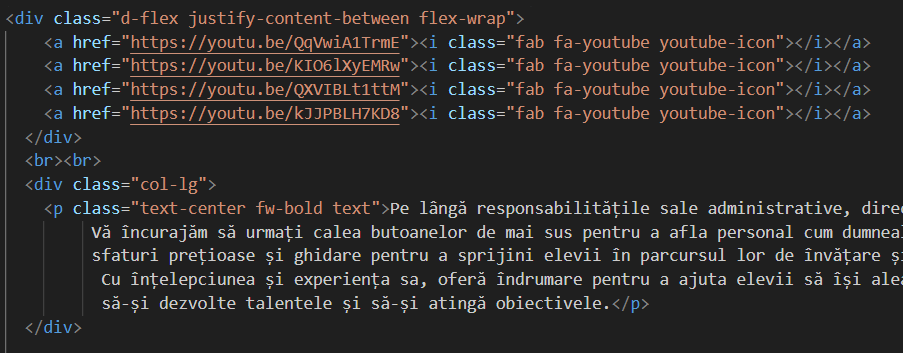 <div class="d-flex justify-content-between flex-wrap">
<a href="https://youtu.be/QqVwiA1TrmE"><i class="fab fa-youtube youtube-icon"></i></a>
<a href="https://youtu.be/KIO6lXyEMRw"><i class="fab fa-youtube youtube-icon"></i></a>
<a href="https://youtu.be/QXVIBLt1ttM"><i class="fab fa-youtube youtube-icon"></i></a>
<a href="https://youtu.be/kJJPBLH7KD8"><i class="fab fa-youtube youtube-icon"></i></a>
</div>
<br><br>
<div class="col-lg">
<p class="text-center fw-bold text">Pe lângă responsabilitățile sale administrative, direc
Vă încurajăm să urmați calea butoanelor de mai sus pentru a afla personal cum dumneal
sfaturi prețioase și ghidare pentru a sprijini elevii în parcursul lor de învățare și
Cu înțelepciunea și experiența sa, oferă îndrumare pentru a ajuta elevii să își alea
să-și dezvolte talentele și să-și atingă obiectivele.</p>
</div>